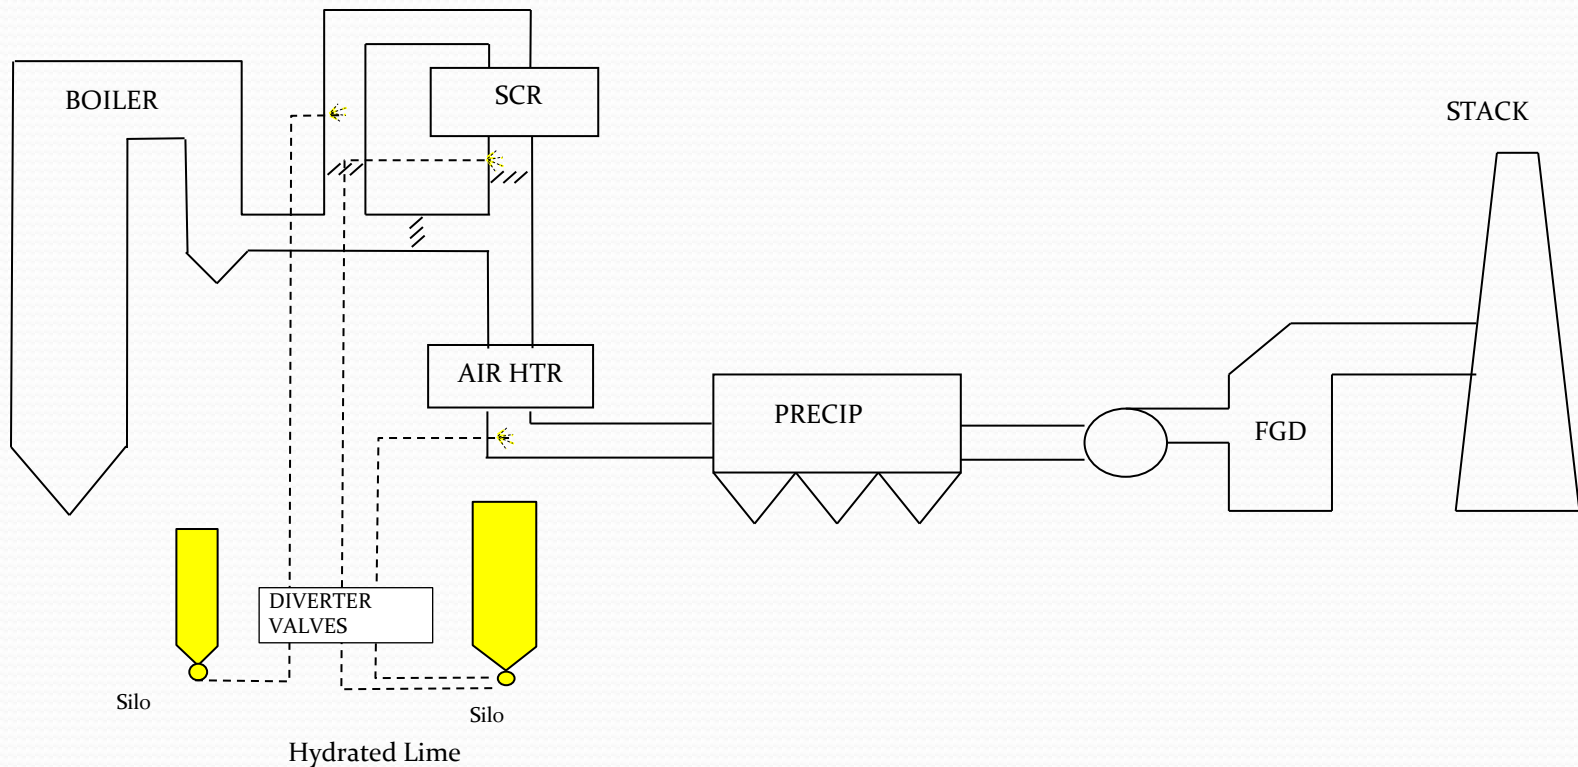 BOILER
SCR
STACK
AIR HTR
PRECIP
FGD
DIVERTER
VALVES
Silo
Silo
Hydrated Lime